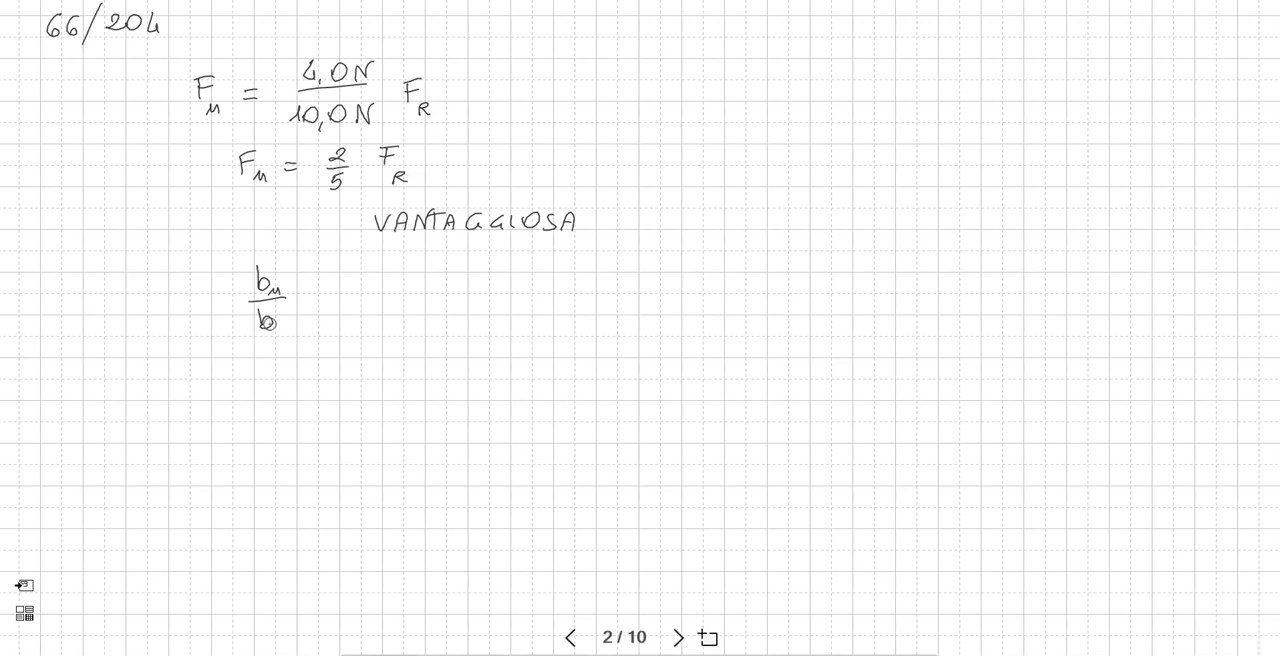 66/204
F_M = 4,0N / 10,0N F_R
F_M = 2/5 F_R
VANTAGGIOSA
b_M / b
2 / 10